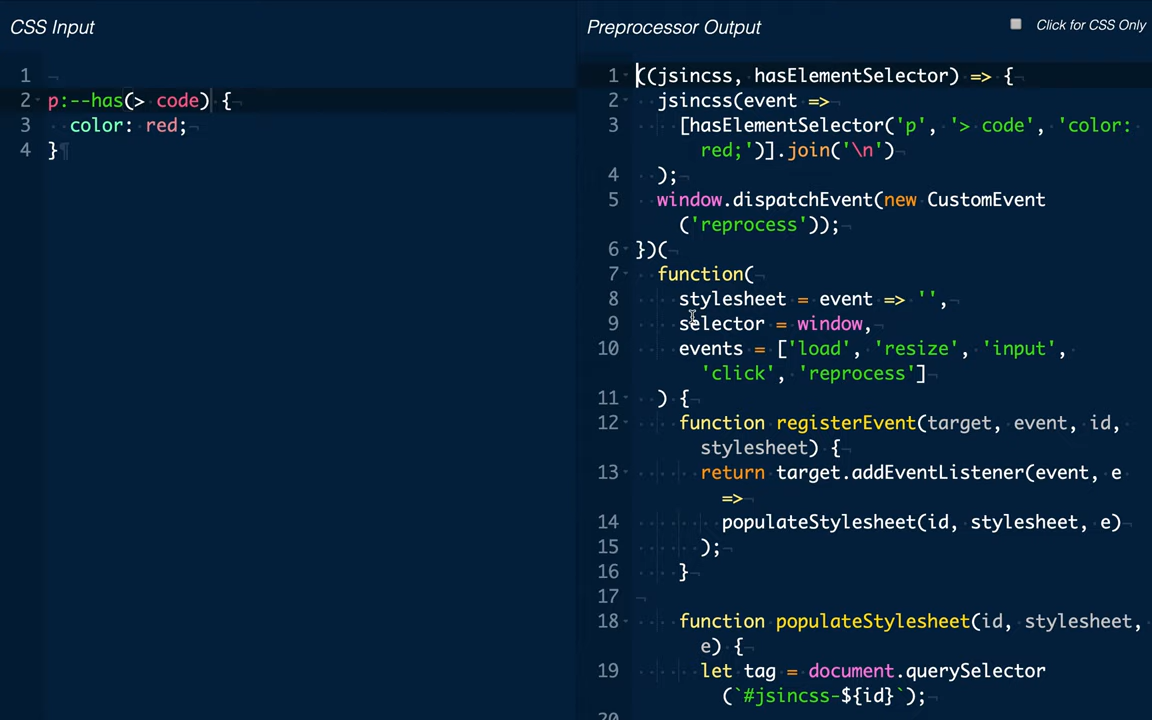 CSS Input
1
2 p:--has(> code) {
3 color: red;
4 }
Preprocessor Output
Click for CSS Only
1 ((jsincss, hasElementSelector) => {
2 jsincss(event =>
3 [hasElementSelector('p', '> code', 'color:
red;')].join('\n')
4 );
5 window.dispatchEvent(new CustomEvent
('reprocess'));
6 })(
7 function(
8 stylesheet = event => '',
9 selector = window,
10 events = ['load', 'resize', 'input',
'click', 'reprocess']
11 ) {
12 function registerEvent(target, event, id,
stylesheet) {
13 return target.addEventListener(event, e
=>
14 populateStylesheet(id, stylesheet, e)
15 );
16 }
17
18 function populateStylesheet(id, stylesheet,
e) {
19 let tag = document.querySelector
(`#jsincss-${id}`);
20